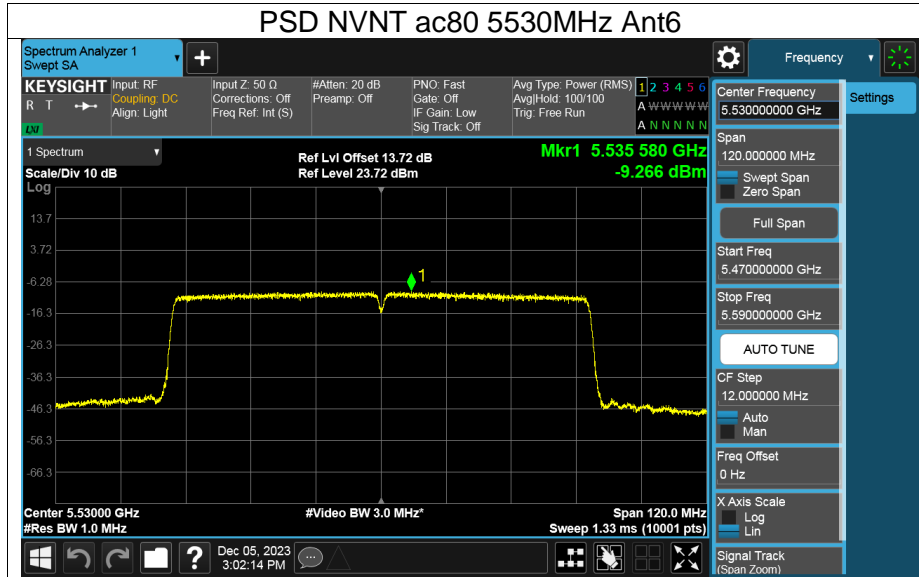 PSD NVNT ac80 5530MHz Ant6
Spectrum Analyzer 1
Swept SA
+
Frequency
KEYSIGHT
R T
LXI
Input: RF
Coupling: DC
Align: Light
Input Z: 50 Ω
Corrections: Off
Freq Ref: Int (S)
#Atten: 20 dB
Preamp: Off
PNO: Fast
Gate: Off
IF Gain: Low
Sig Track: Off
Avg Type: Power (RMS)
Avg|Hold: 100/100
Trig: Free Run
1 2 3 4 5 6
A W W W W W
A N N N N N
1 Spectrum
Scale/Div 10 dB
Log
Ref Lvl Offset 13.72 dB
Ref Level 23.72 dBm
Mkr1 5.535 580 GHz
-9.266 dBm
13.7
3.72
-6.28
-16.3
-26.3
-36.3
-46.3
-56.3
-66.3
1
Center 5.53000 GHz
#Res BW 1.0 MHz
#Video BW 3.0 MHz*
Span 120.0 MHz
Sweep 1.33 ms (10001 pts)
Center Frequency
5.530000000 GHz
Settings
Span
120.000000 MHz
Swept Span
Zero Span
Full Span
Start Freq
5.470000000 GHz
Stop Freq
5.590000000 GHz
AUTO TUNE
CF Step
12.000000 MHz
Auto
Man
Freq Offset
0 Hz
X Axis Scale
Log
Lin
Signal Track
(Span Zoom)
?
Dec 05, 2023
3:02:14 PM